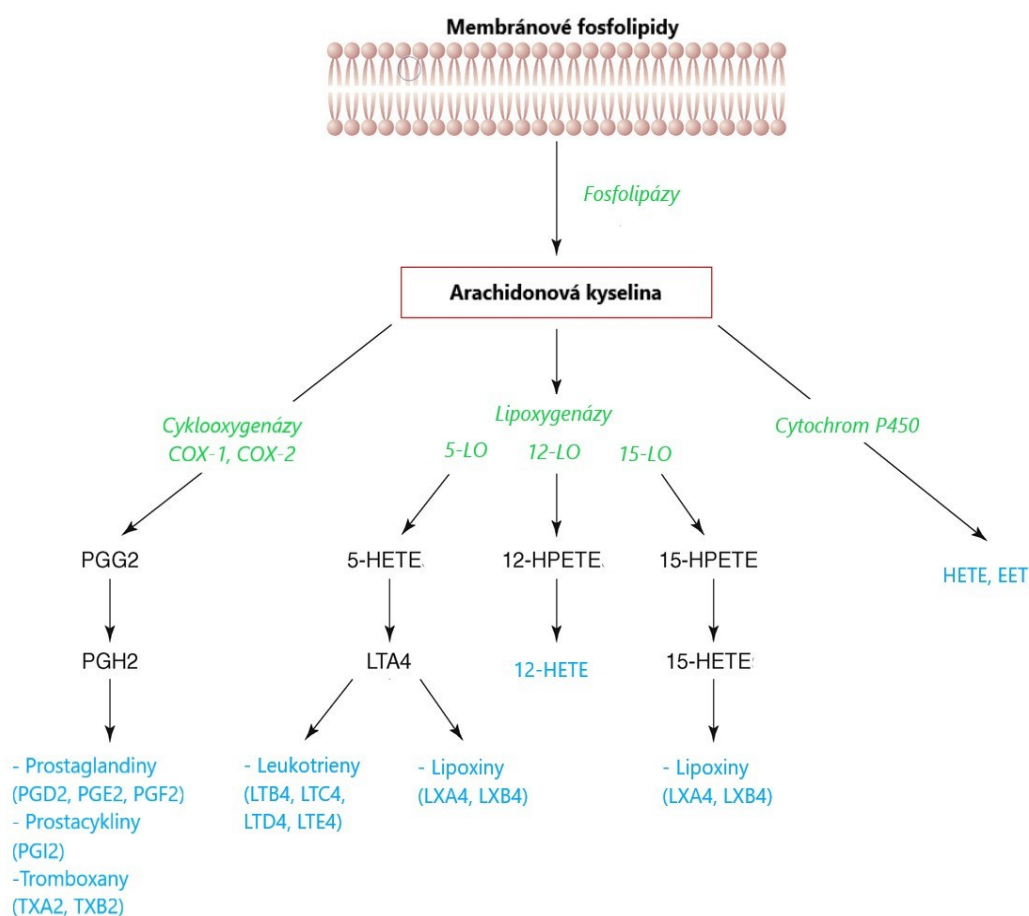 Membránové fosfolipidy
Fosfolipázy
Arachidonová kyselina
Cyklooxygenázy
COX-1, COX-2
Lipoxygenázy
5-LO
12-LO
15-LO
Cytochrom P450
PGG2
5-HETE
12-HPETE
15-HPETE
HETE, EET
PGH2
LTA4
12-HETE
15-HETE
- Prostaglandiny
(PGD2, PGE2, PGF2)
- Prostacykliny
(PGI2)
-Tromboxany
(TXA2, TXB2)
- Leukotrieny
(LTB4, LTC4,
LTD4, LTE4)
- Lipoxiny
(LXA4, LXB4)
- Lipoxiny
(LXA4, LXB4)